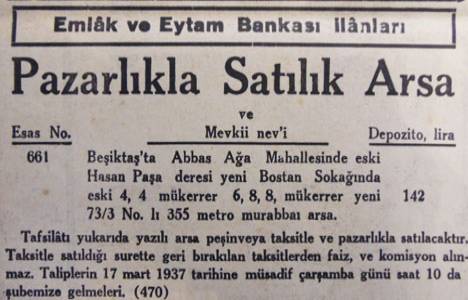 Emlâk ve Eytam Bankası ilânları
Pazarlıkla Satılık Arsa
ve
Esas No. Mevkii nev'i Depozito, lira
661 Beşiktaş'ta Abbas Ağa Mahallesinde eski
Hasan Paşa deresi yeni Bostan Sokağında
eski 4, 4 mükerrer 6, 8, 8, mükerrer yeni 142
73/3 No. lı 355 metro murabbaı arsa.
Tafsilâtı yukarıda yazılı arsa peşinveya taksitle ve pazarlıkla satılacaktır.
Taksitle satıldığı surette geri bırakılan taksitlerden faiz, ve komisyon alın-
maz. Taliplerin 17 mart 1937 tarihine müsadif çarşamba günü saat 10 da
şubemize gelmeleri. (470)